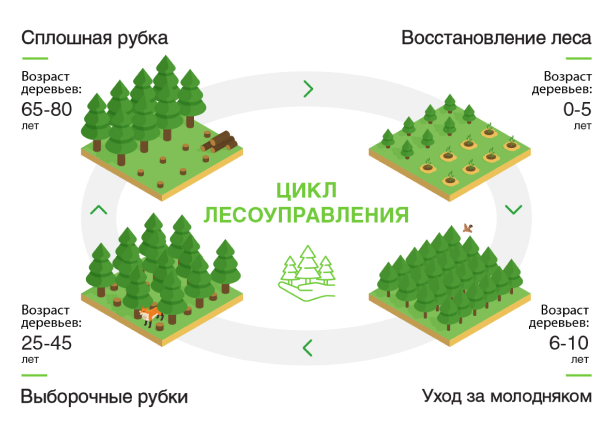 Сплошная рубка
Возраст
деревьев:
65-80
лет
Восстановление леса
Возраст
деревьев:
0-5
лет
ЦИКЛ
ЛЕСОУПРАВЛЕНИЯ
Возраст
деревьев:
25-45
лет
Выборочные рубки
Возраст
деревьев:
6-10
лет
Уход за молодняком